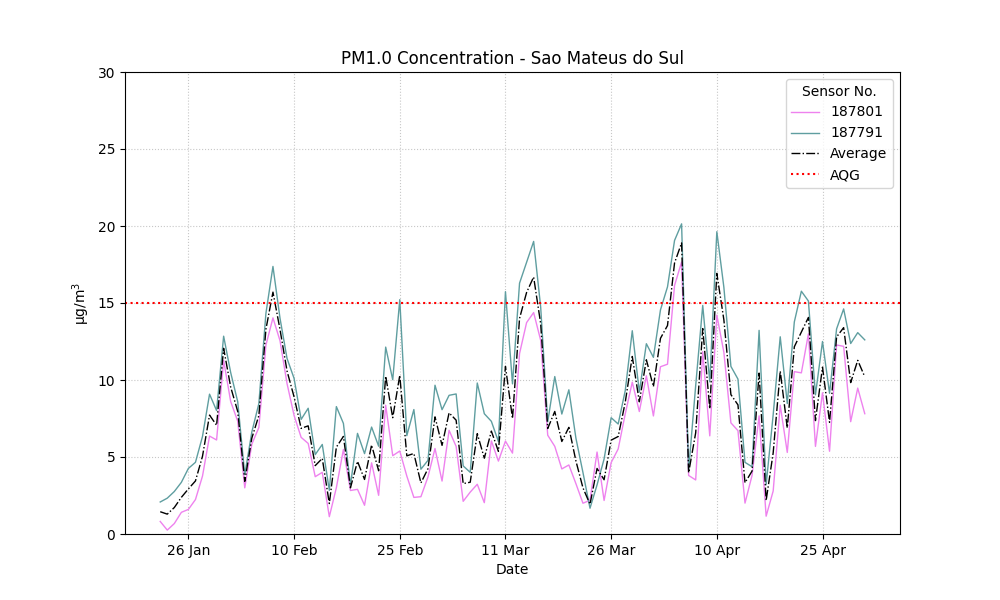 PM1.0 Concentration - Sao Mateus do Sul
Sensor No.
187801
187791
Average
AQG
30
25
20
15
10
5
0
µg/m³
26 Jan
10 Feb
25 Feb
11 Mar
26 Mar
10 Apr
25 Apr
Date